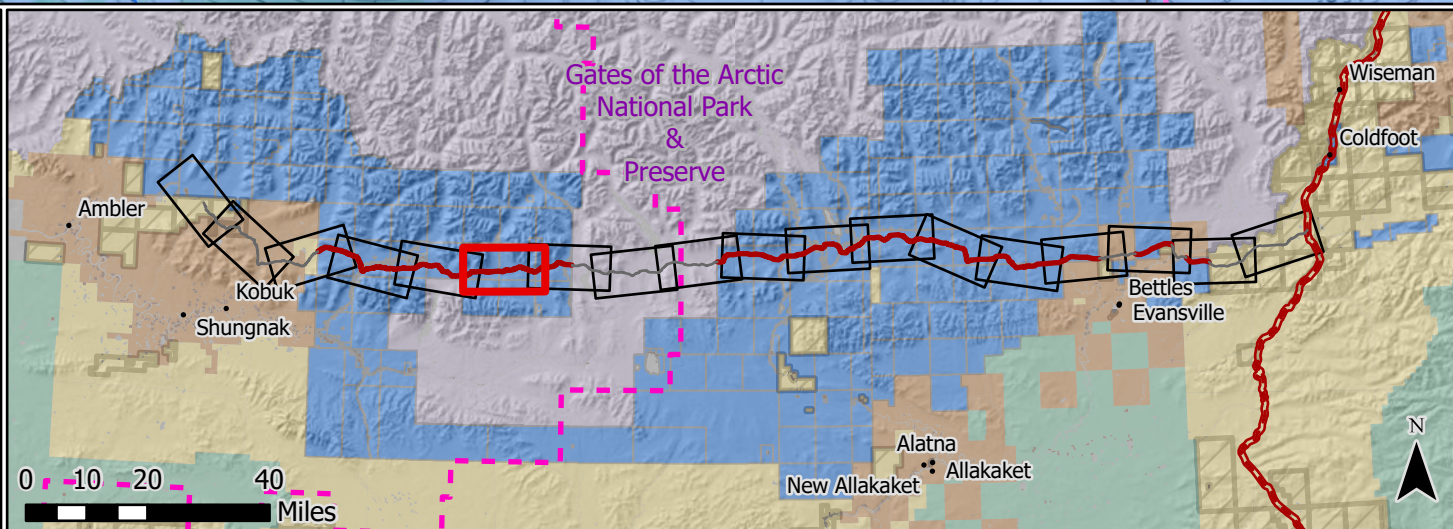 Gates of the Arctic
National Park
&
Preserve
Wiseman
Coldfoot
Ambler
Kobuk
Shungnak
Bettles
Evansville
Alatna
Allakaket
New Allakaket
N
0 10 20 40
Miles